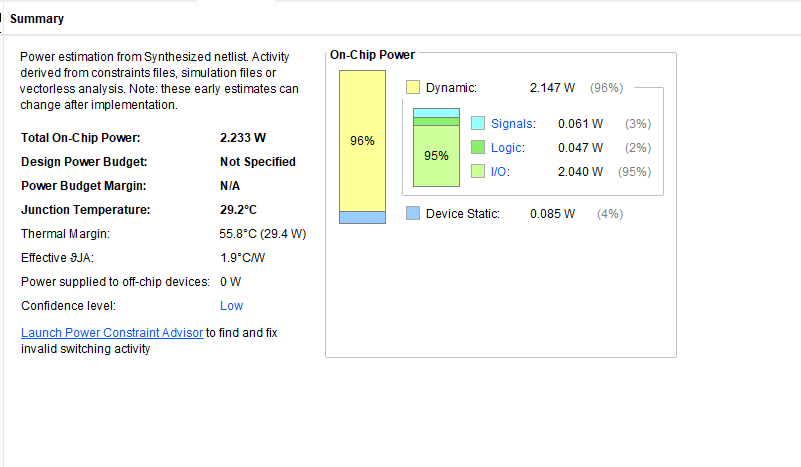 Summary
Power estimation from Synthesized netlist. Activity
derived from constraints files, simulation files or
vectorless analysis. Note: these early estimates can
change after implementation.
Total On-Chip Power: 2.233 W
Design Power Budget: Not Specified
Power Budget Margin: N/A
Junction Temperature: 29.2°C
Thermal Margin: 55.8°C (29.4 W)
Effective ϑJA: 1.9°C/W
Power supplied to off-chip devices: 0 W
Confidence level: Low
Launch Power Constraint Advisor to find and fix
invalid switching activity
On-Chip Power
96%
Dynamic: 2.147 W (96%)
95%
Signals: 0.061 W (3%)
Logic: 0.047 W (2%)
I/O: 2.040 W (95%)
Device Static: 0.085 W (4%)